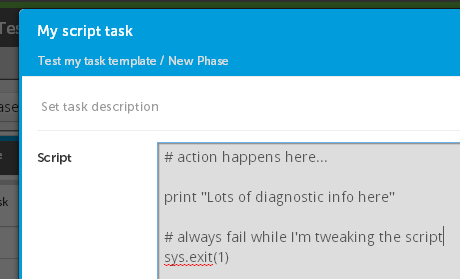 Tes
My script task
Test my task template / New Phase
ase
Set task description
sk
Script
# action happens here...
print "Lots of diagnostic info here"
# always fail while I'm tweaking the script
sys.exit(1)